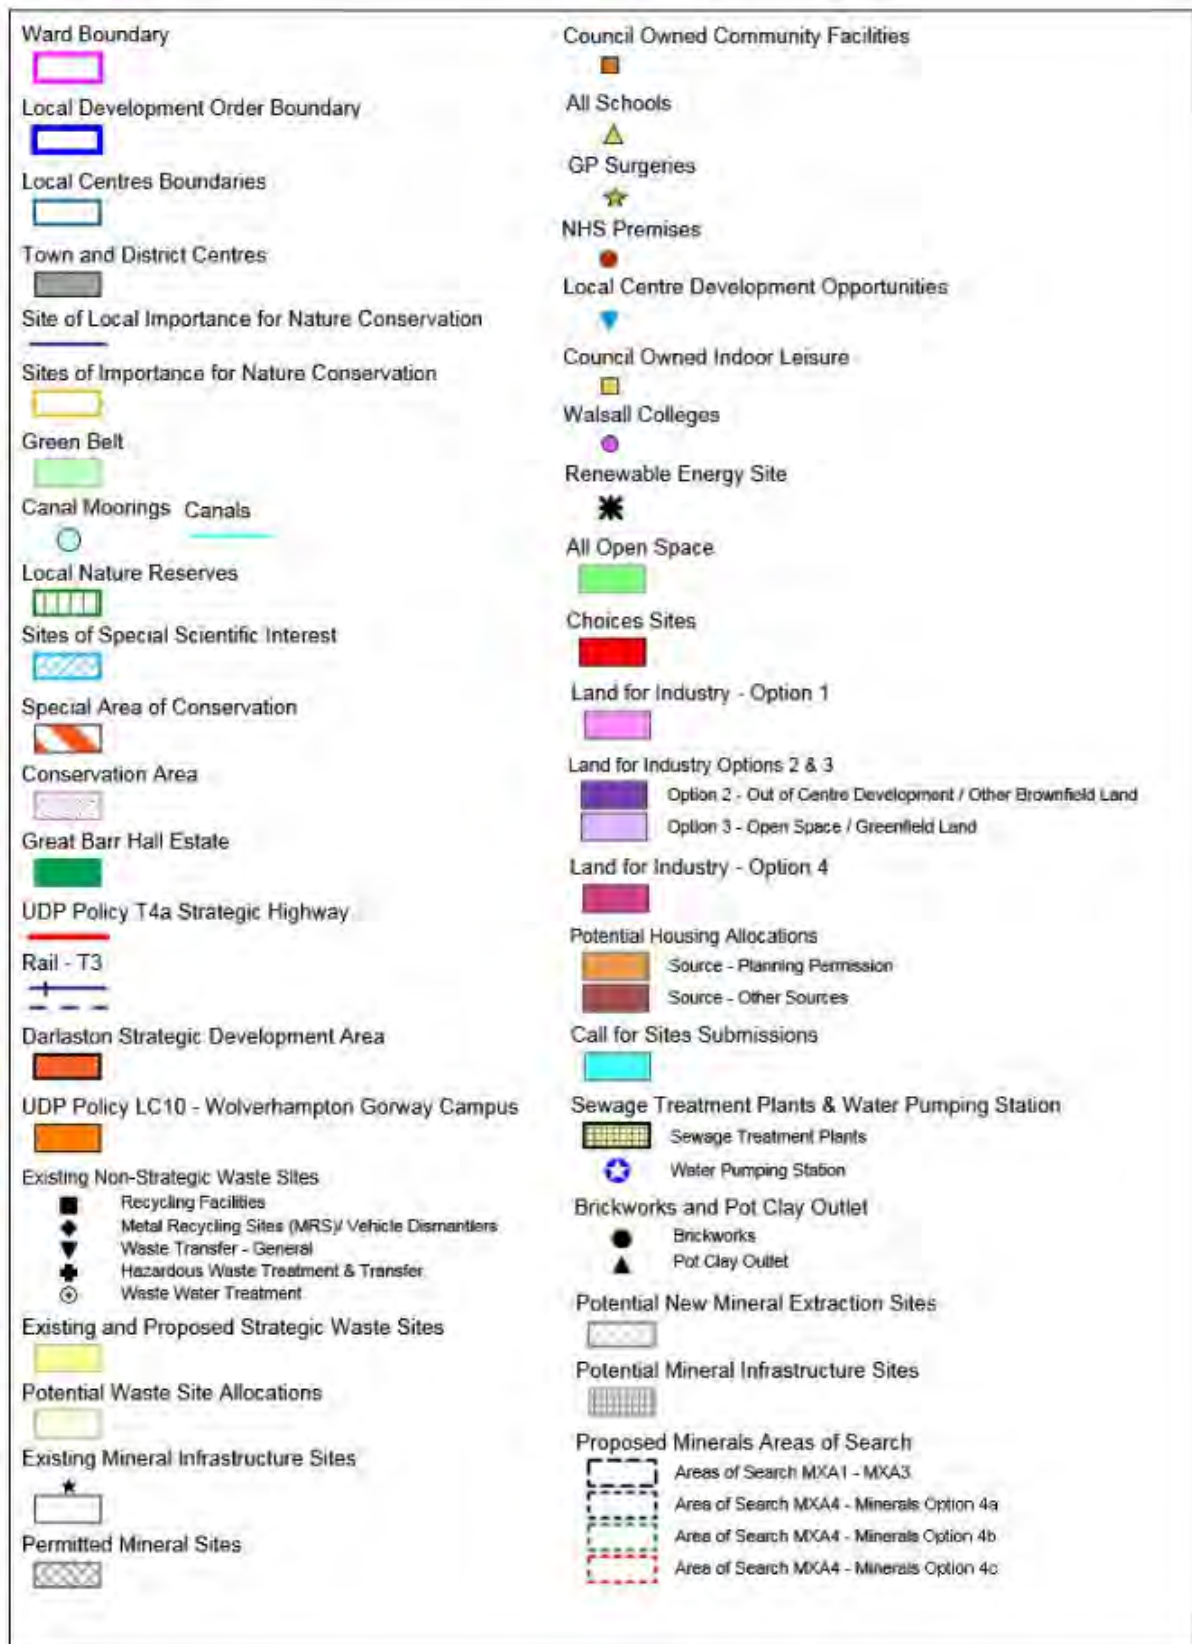 Ward Boundary
Local Development Order Boundary
Local Centres Boundaries
Town and District Centres
Site of Local Importance for Nature Conservation
Sites of Importance for Nature Conservation
Green Belt
Canal Moorings Canals
Local Nature Reserves
Sites of Special Scientific Interest
Special Area of Conservation
Conservation Area
Great Barr Hall Estate
UDP Policy T4a Strategic Highway
Rail - T3
Darlaston Strategic Development Area
UDP Policy LC10 - Wolverhampton Gorway Campus
Existing Non-Strategic Waste Sites
Recycling Facilities
Metal Recycling Sites (MRS)/ Vehicle Dismantlers
Waste Transfer - General
Hazardous Waste Treatment & Transfer
Waste Water Treatment
Existing and Proposed Strategic Waste Sites
Potential Waste Site Allocations
Existing Mineral Infrastructure Sites
Permitted Mineral Sites
Council Owned Community Facilities
All Schools
GP Surgeries
NHS Premises
Local Centre Development Opportunities
Council Owned Indoor Leisure
Walsall Colleges
Renewable Energy Site
All Open Space
Choices Sites
Land for Industry - Option 1
Land for Industry Options 2 & 3
Option 2 - Out of Centre Development / Other Brownfield Land
Option 3 - Open Space / Greenfield Land
Land for Industry - Option 4
Potential Housing Allocations
Source - Planning Permission
Source - Other Sources
Call for Sites Submissions
Sewage Treatment Plants & Water Pumping Station
Sewage Treatment Plants
Water Pumping Station
Brickworks and Pot Clay Outlet
Brickworks
Pot Clay Outlet
Potential New Mineral Extraction Sites
Potential Mineral Infrastructure Sites
Proposed Minerals Areas of Search
Areas of Search MXA1 - MXA3
Area of Search MXA4 - Minerals Option 4a
Area of Search MXA4 - Minerals Option 4b
Area of Search MXA4 - Minerals Option 4c